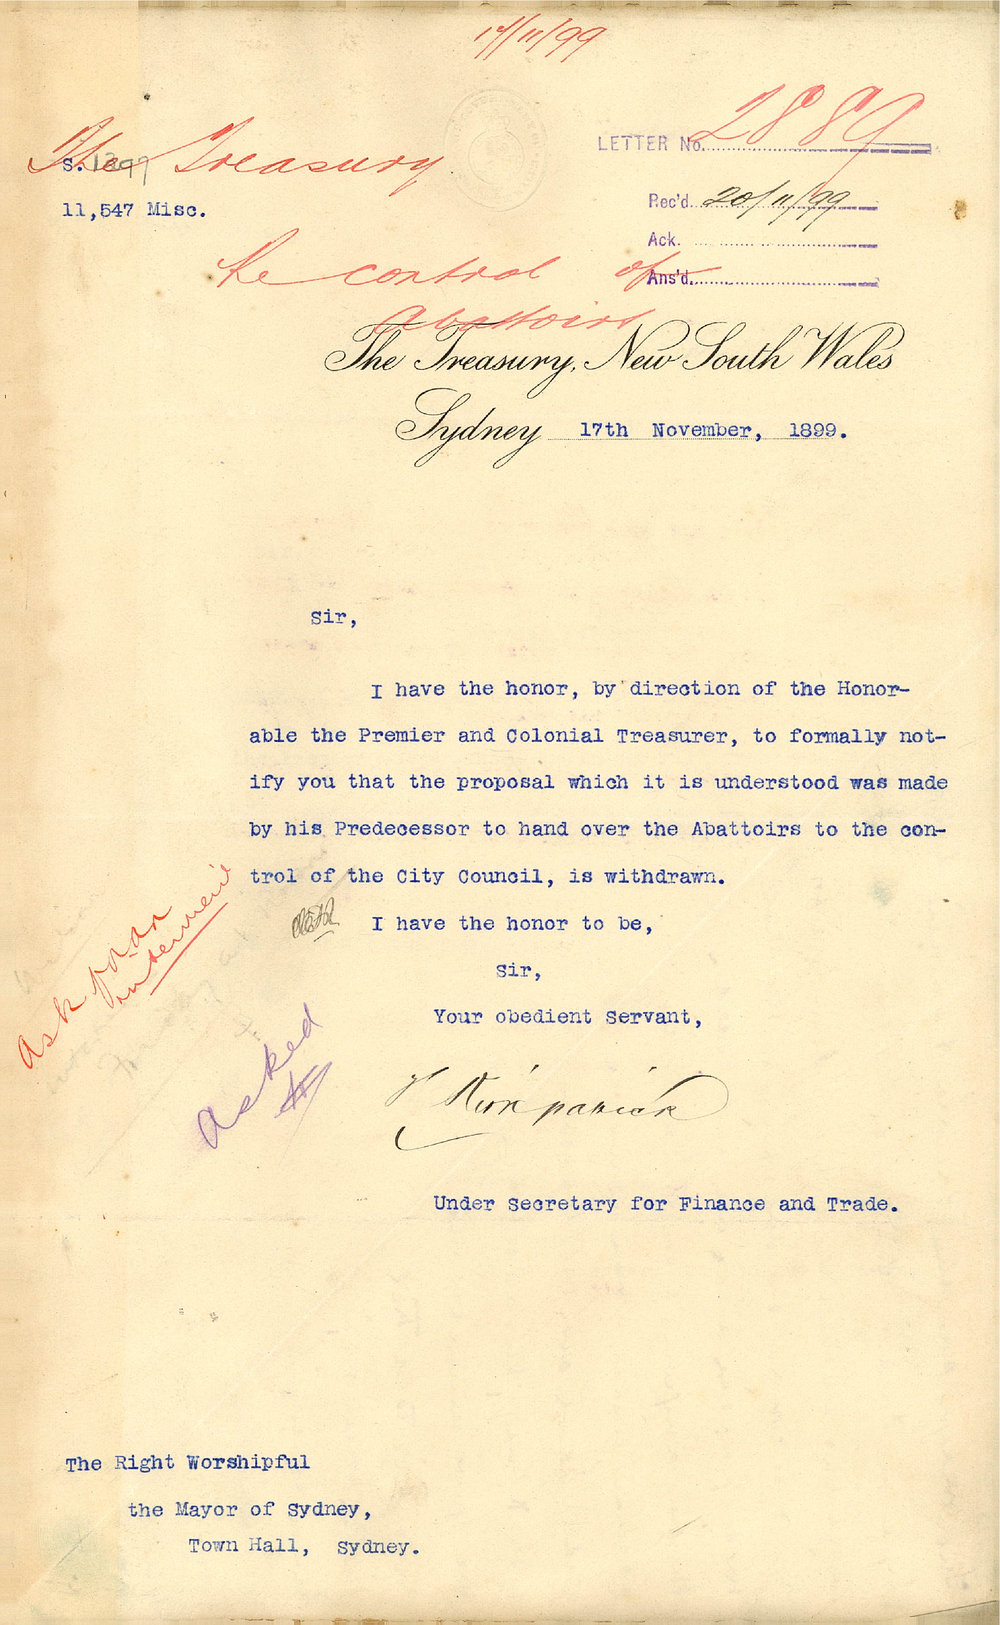 17/11/99
LETTER No. 2889
The Treasury
S. 1299
11,547 Misc.
Rec'd. 20/11/99
Ack.
Re control of
Ans'd.
Abattoirs
The Treasury, New South Wales
Sydney 17th November, 1899.
Sir,
I have the honor, by direction of the Honor-
able the Premier and Colonial Treasurer, to formally not-
ify you that the proposal which it is understood was made
by his Predecessor to hand over the Abattoirs to the con-
trol of the City Council, is withdrawn.
I have the honor to be,
Sir,
Your obedient Servant,
Kirkpatrick
Under Secretary for Finance and Trade.
Ask
Asked
The Right Worshipful
the Mayor of Sydney,
Town Hall, Sydney.